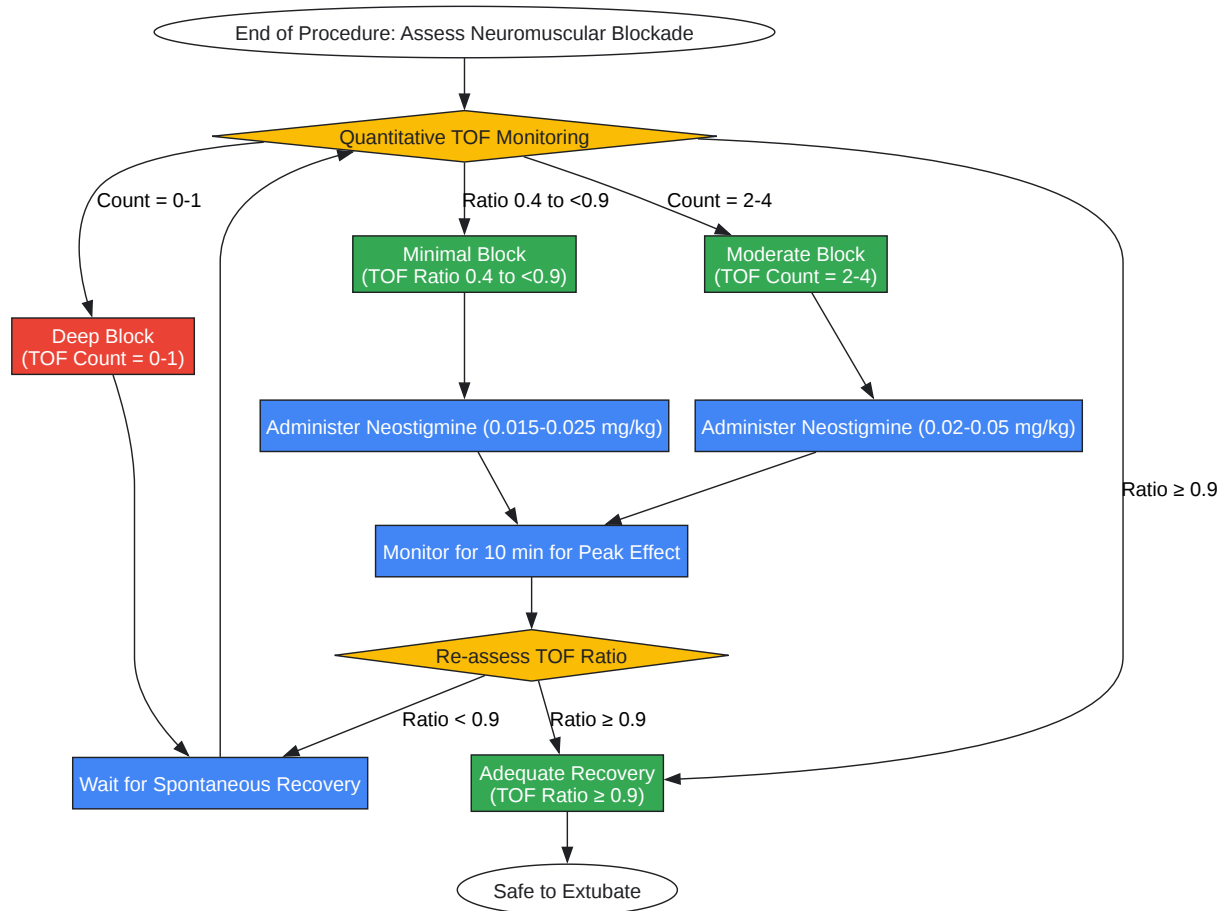 End of Procedure: Assess Neuromuscular Blockade
Quantitative TOF Monitoring
Count = 0-1
Ratio 0.4 to <0.9
Count = 2-4
Minimal Block
(TOF Ratio 0.4 to <0.9)
Moderate Block
(TOF Count = 2-4)
Deep Block
(TOF Count = 0-1)
Administer Neostigmine (0.015-0.025 mg/kg)
Administer Neostigmine (0.02-0.05 mg/kg)
Ratio ≥ 0.9
Monitor for 10 min for Peak Effect
Re-assess TOF Ratio
Ratio < 0.9
Ratio ≥ 0.9
Wait for Spontaneous Recovery
Adequate Recovery
(TOF Ratio ≥ 0.9)
Safe to Extubate